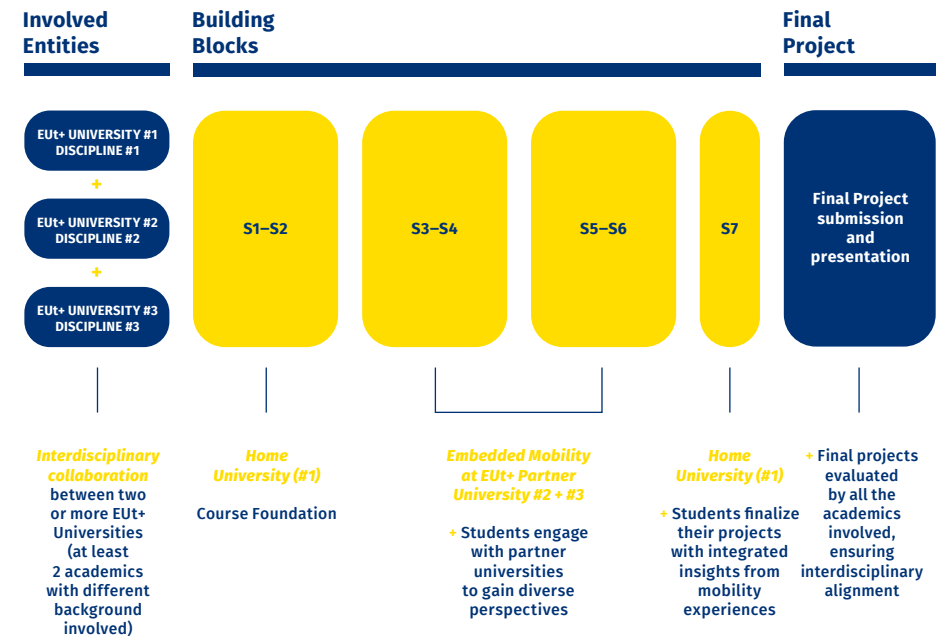 Involved
Entities
Building
Blocks
Final
Project
EUt+ UNIVERSITY #1
DISCIPLINE #1
+
EUt+ UNIVERSITY #2
DISCIPLINE #2
+
EUt+ UNIVERSITY #3
DISCIPLINE #3
S1–S2
S3–S4
S5–S6
S7
Final Project
submission
and
presentation
Interdisciplinary
collaboration
between two
or more EUt+
Universities
(at least
2 academics
with different
background
involved)
Home
University (#1)
Course Foundation
Embedded Mobility
at EUt+ Partner
University #2 + #3
+ Students engage
with partner
universities
to gain diverse
perspectives
Home
University (#1)
+ Students finalize
their projects
with integrated
insights from
mobility
experiences
+ Final projects
evaluated
by all the
academics
involved,
ensuring
interdisciplinary
alignment